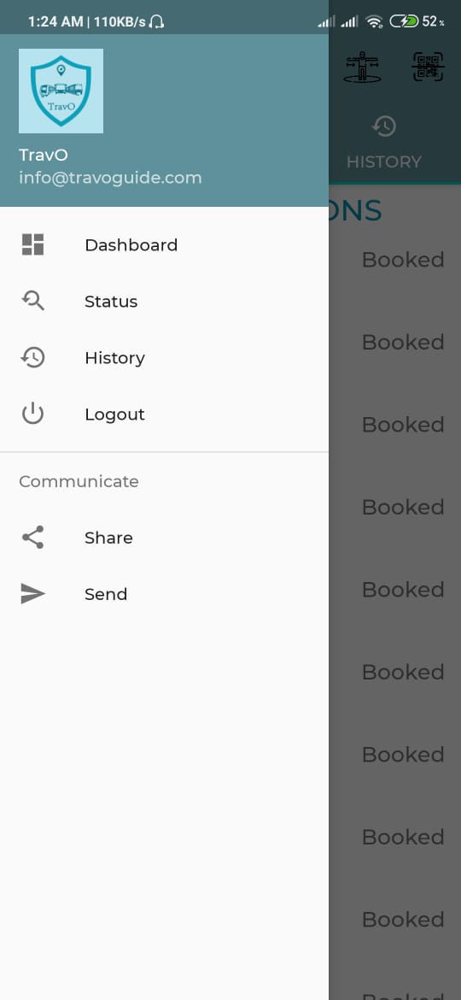 1:24 AM | 110KB/s
52%
TravO
TravO
info@travoguide.com
HISTORY
ONS
Dashboard
Booked
Status
Booked
History
Logout
Booked
Communicate
Booked
Share
Send
Booked
Booked
Booked
Booked
Booked
Booked